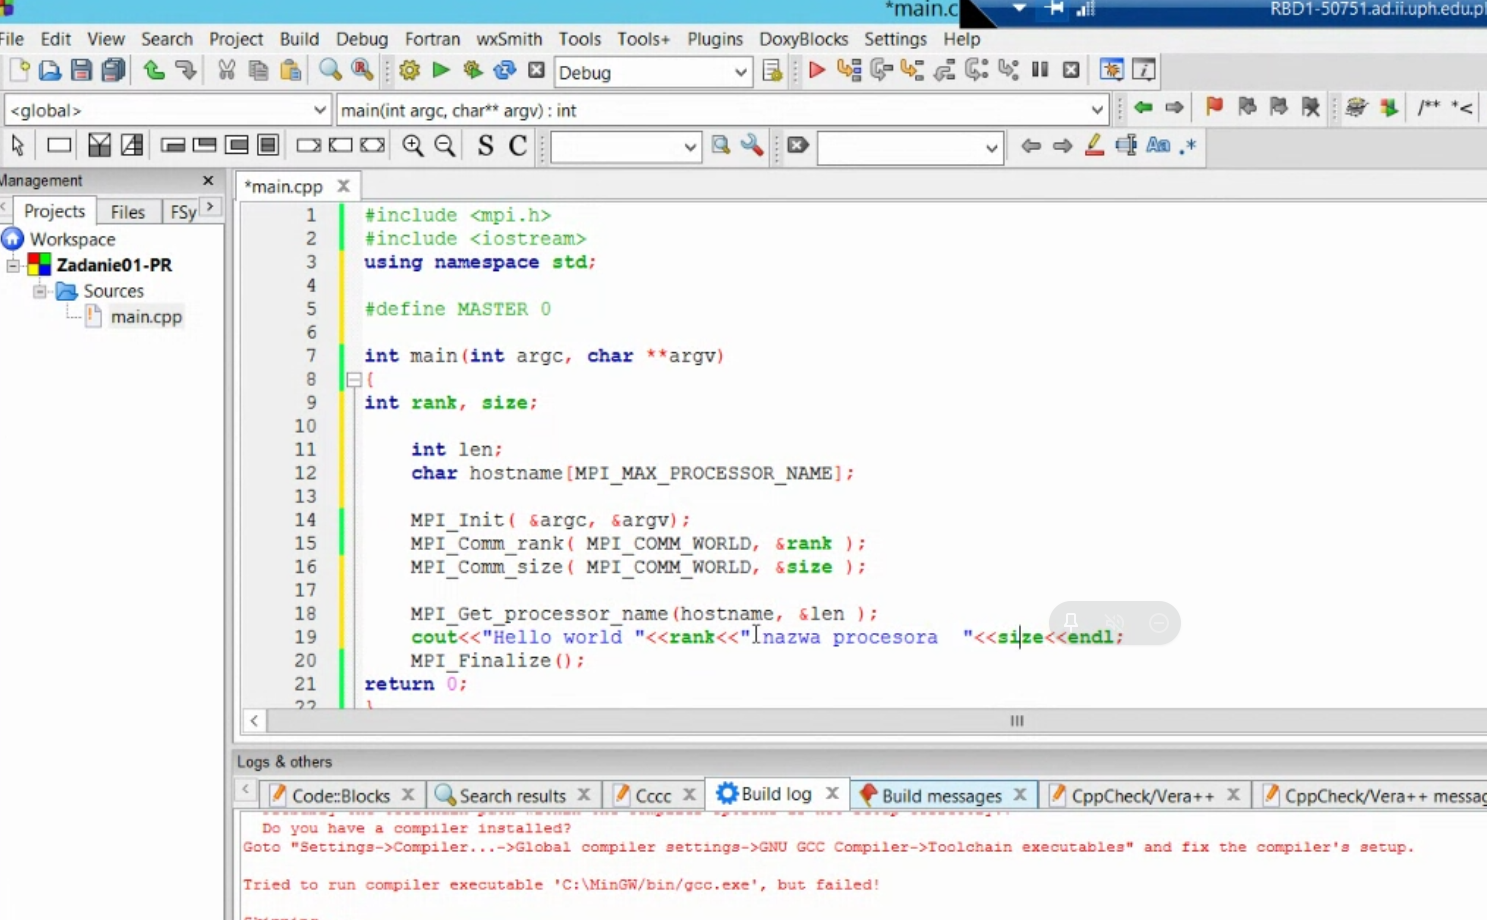 *main.c
RBD1-50751.ad.ii.uph.edu.p
File Edit View Search Project Build Debug Fortran wxSmith Tools Tools+ Plugins DoxyBlocks Settings Help
Debug
<global> main(int argc, char** argv) : int /** *<
S C Aa .*
Management
Projects Files FSy
Workspace
Zadanie01-PR
Sources
main.cpp
*main.cpp
1 #include <mpi.h>
2 #include <iostream>
3 using namespace std;
4
5 #define MASTER 0
6
7 int main(int argc, char **argv)
8 {
9 int rank, size;
10
11 int len;
12 char hostname[MPI_MAX_PROCESSOR_NAME];
13
14 MPI_Init( &argc, &argv);
15 MPI_Comm_rank( MPI_COMM_WORLD, &rank );
16 MPI_Comm_size( MPI_COMM_WORLD, &size );
17
18 MPI_Get_processor_name(hostname, &len );
19 cout<<"Hello world "<<rank<<" nazwa procesora  "<<size<<endl;
20 MPI_Finalize();
21 return 0;
22 }
Logs & others
Code::Blocks Search results Cccc Build log Build messages CppCheck/Vera++ CppCheck/Vera++ messag
Do you have a compiler installed?
Goto "Settings->Compiler...->Global compiler settings->GNU GCC Compiler->Toolchain executables" and fix the compiler's setup.
Tried to run compiler executable 'C:\MinGW/bin/gcc.exe', but failed!